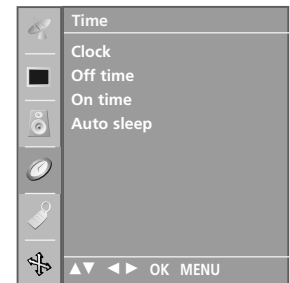 Time
Clock
Off time
On time
Auto sleep
▲▼ ◄► OK MENU